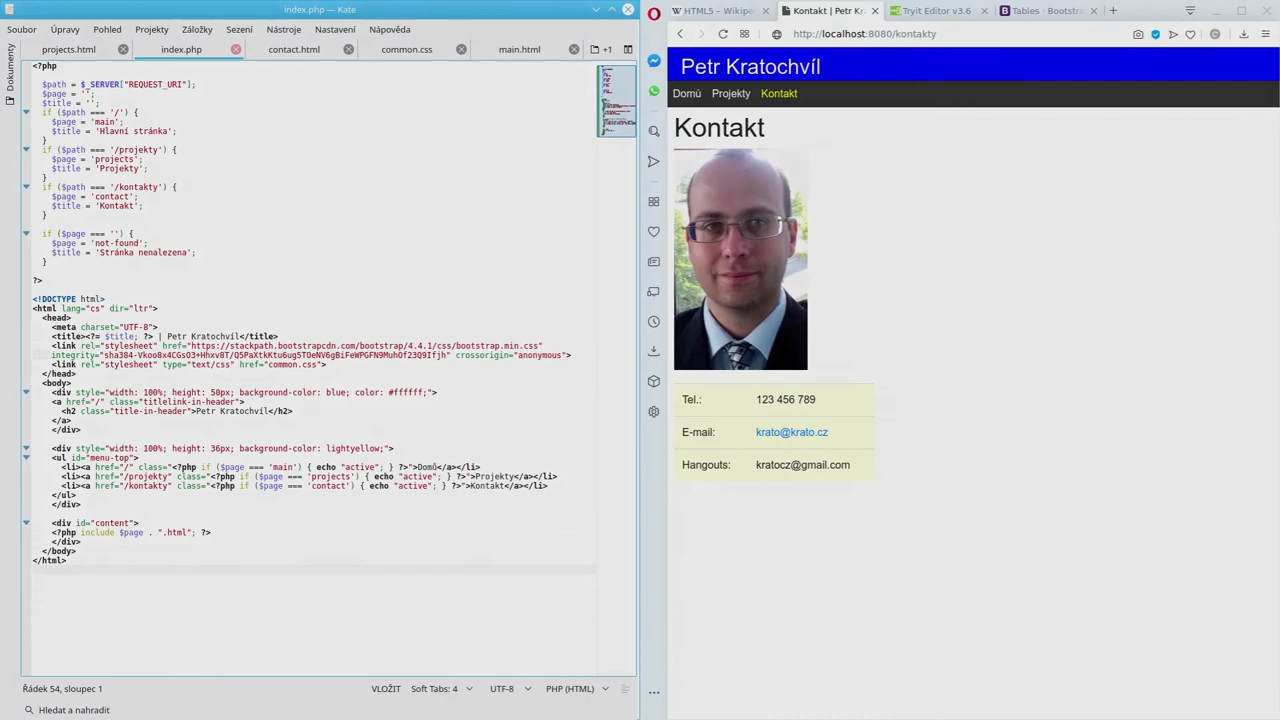 index.php — Kate
Soubor Úpravy Pohled Projekty Záložky Sezení Nástroje Nastavení Nápověda
projects.html index.php contact.html common.css main.html +1
Dokumenty
<?php
$path = $_SERVER["REQUEST_URI"];
$page = '';
$title = '';
if ($path === '/') {
$page = 'main';
$title = 'Hlavní stránka';
}
if ($path === '/projekty') {
$page = 'projects';
$title = 'Projekty';
}
if ($path === '/kontakty') {
$page = 'contact';
$title = 'Kontakt';
}
if ($page === '') {
$page = 'not-found';
$title = 'Stránka nenalezena';
}
?>
<!DOCTYPE html>
<html lang="cs" dir="ltr">
<head>
<meta charset="UTF-8">
<title><?= $title; ?> | Petr Kratochvíl</title>
<link rel="stylesheet" href="https://stackpath.bootstrapcdn.com/bootstrap/4.4.1/css/bootstrap.min.css"
integrity="sha384-Vkoo8x4CGsO3+Hhxv8T/Q5PaXtkKtu6ug5TOeNV6gBiFeWPGFN9MuhOf23Q9Ifjh" crossorigin="anonymous">
<link rel="stylesheet" type="text/css" href="common.css">
</head>
<body>
<div style="width: 100%; height: 50px; background-color: blue; color: #ffffff;">
<a href="/" class="titlelink-in-header">
<h2 class="title-in-header">Petr Kratochvíl</h2>
</a>
</div>
<div style="width: 100%; height: 36px; background-color: lightyellow;">
<ul id="menu-top">
<li><a href="/" class="<?php if ($page === 'main') { echo "active"; } ?>">Domů</a></li>
<li><a href="/projekty" class="<?php if ($page === 'projects') { echo "active"; } ?>">Projekty</a></li>
<li><a href="/kontakty" class="<?php if ($page === 'contact') { echo "active"; } ?>">Kontakt</a></li>
</ul>
</div>
<div id="content">
<?php include $page . ".html"; ?>
</div>
</body>
</html>
Řádek 54, sloupec 1 VLOŽIT Soft Tabs: 4 UTF-8 PHP (HTML)
Hledat a nahradit
HTML5 – Wikipe Kontakt | Petr Kra Tryit Editor v3.6 Tables · Bootstra
http://localhost:8080/kontakty
Petr Kratochvíl
Domů Projekty Kontakt
Kontakt
Tel.: 123 456 789
E-mail: krato@krato.cz
Hangouts: kratocz@gmail.com